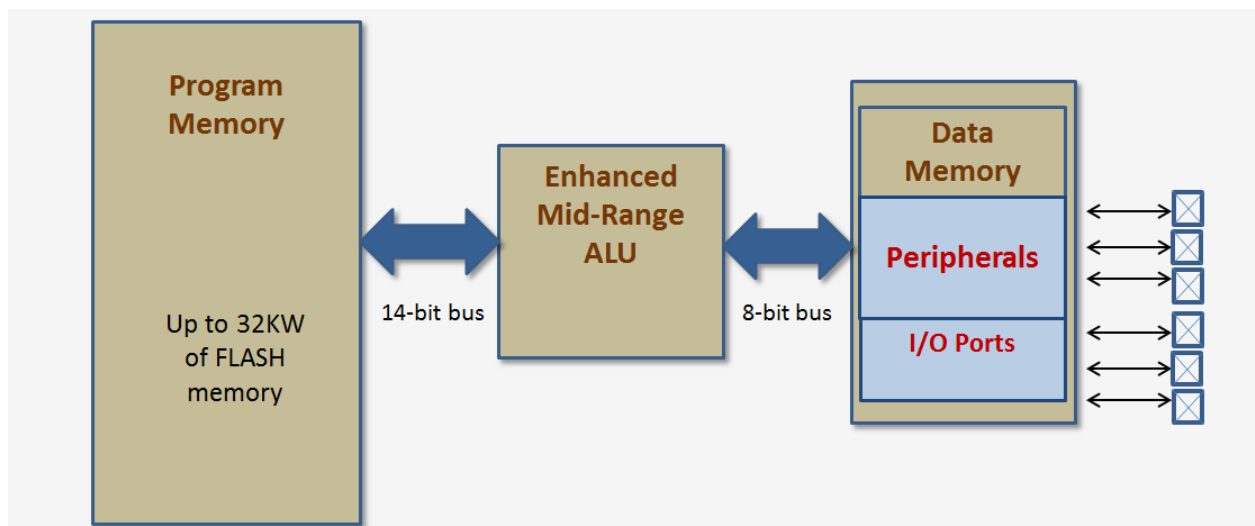 Program
Memory
Up to 32KW
of FLASH
memory
14-bit bus
Enhanced
Mid-Range
ALU
8-bit bus
Data
Memory
Peripherals
I/O Ports